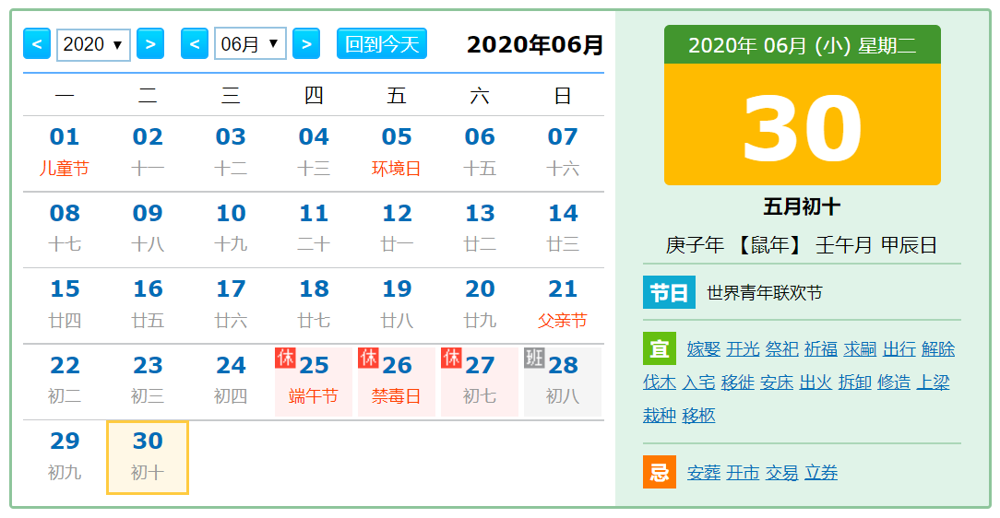 < 2020 ▼ > < 06月 ▼ > 回到今天 2020年06月
一 二 三 四 五 六 日
01 02 03 04 05 06 07
儿童节 十一 十二 十三 环境日 十五 十六
08 09 10 11 12 13 14
十七 十八 十九 二十 廿一 廿二 廿三
15 16 17 18 19 20 21
廿四 廿五 廿六 廿七 廿八 廿九 父亲节
22 23 24 休 25 休 26 休 27 班 28
初二 初三 初四 端午节 禁毒日 初七 初八
29 30
初九 初十
2020年 06月 (小) 星期二
30
五月初十
庚子年 【鼠年】 壬午月 甲辰日
节日 世界青年联欢节
宜 嫁娶 开光 祭祀 祈福 求嗣 出行 解除
伐木 入宅 移徙 安床 出火 拆卸 修造 上梁
栽种 移柩
忌 安葬 开市 交易 立券